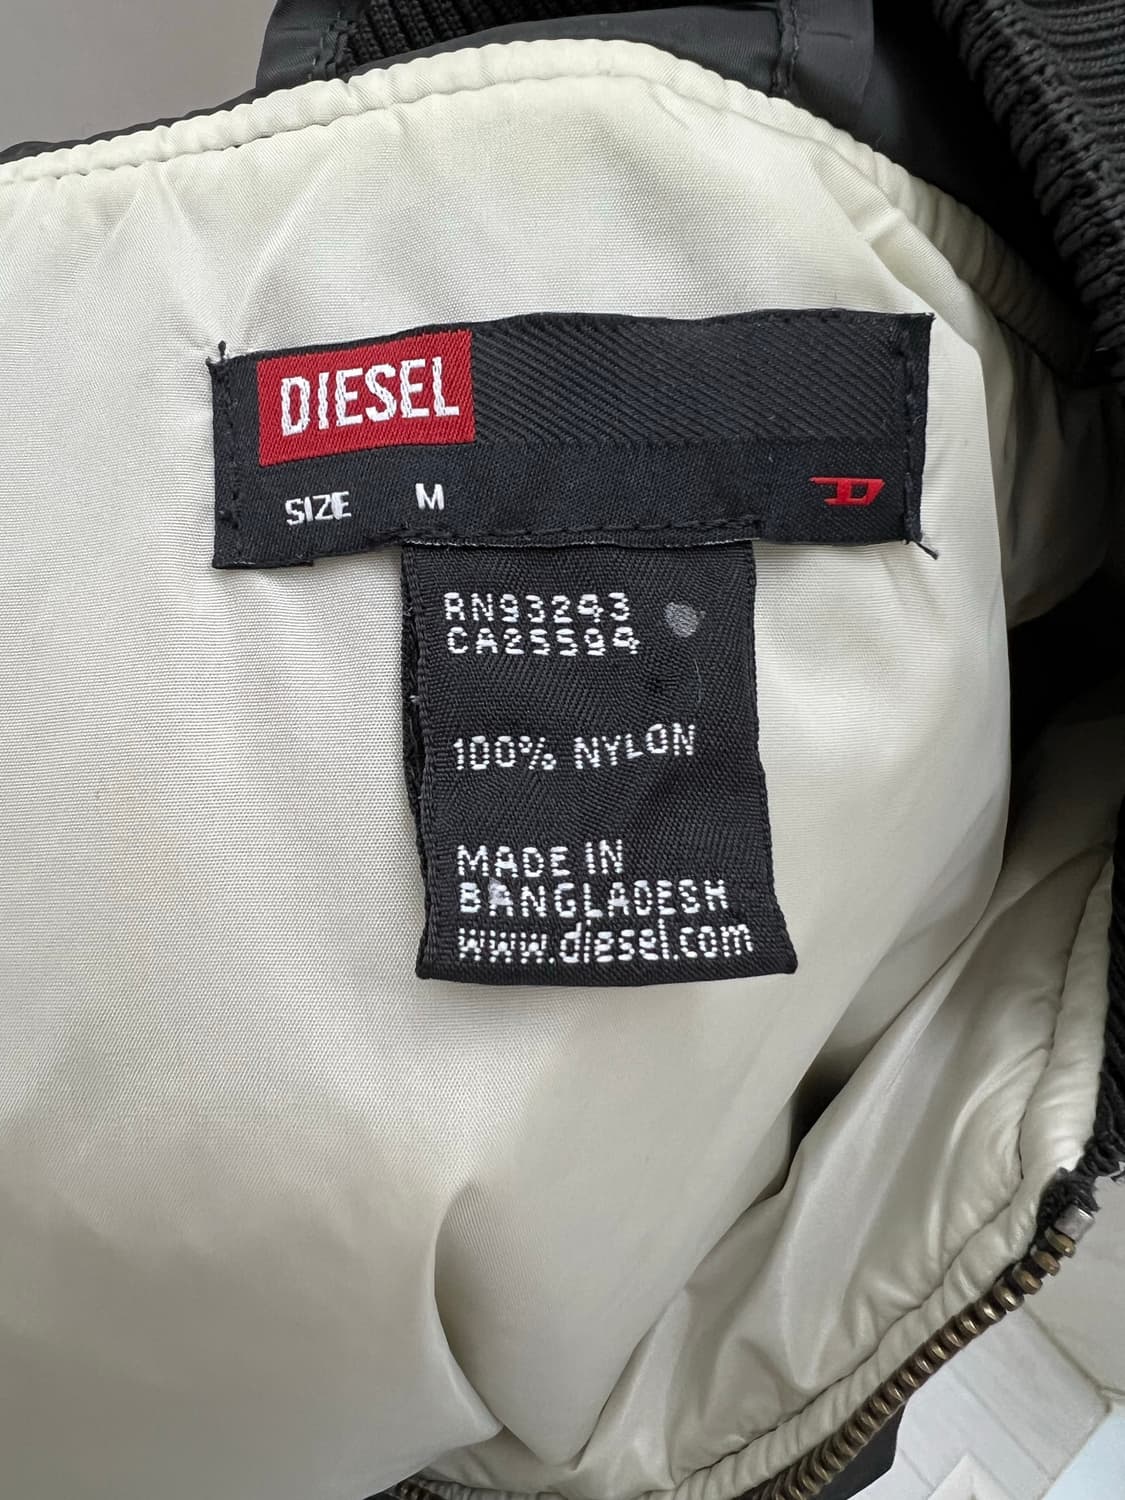 DIESEL
SIZE M
D
RN93243
CA25594
100% NYLON
MADE IN
BANGLADESH
www.diesel.com